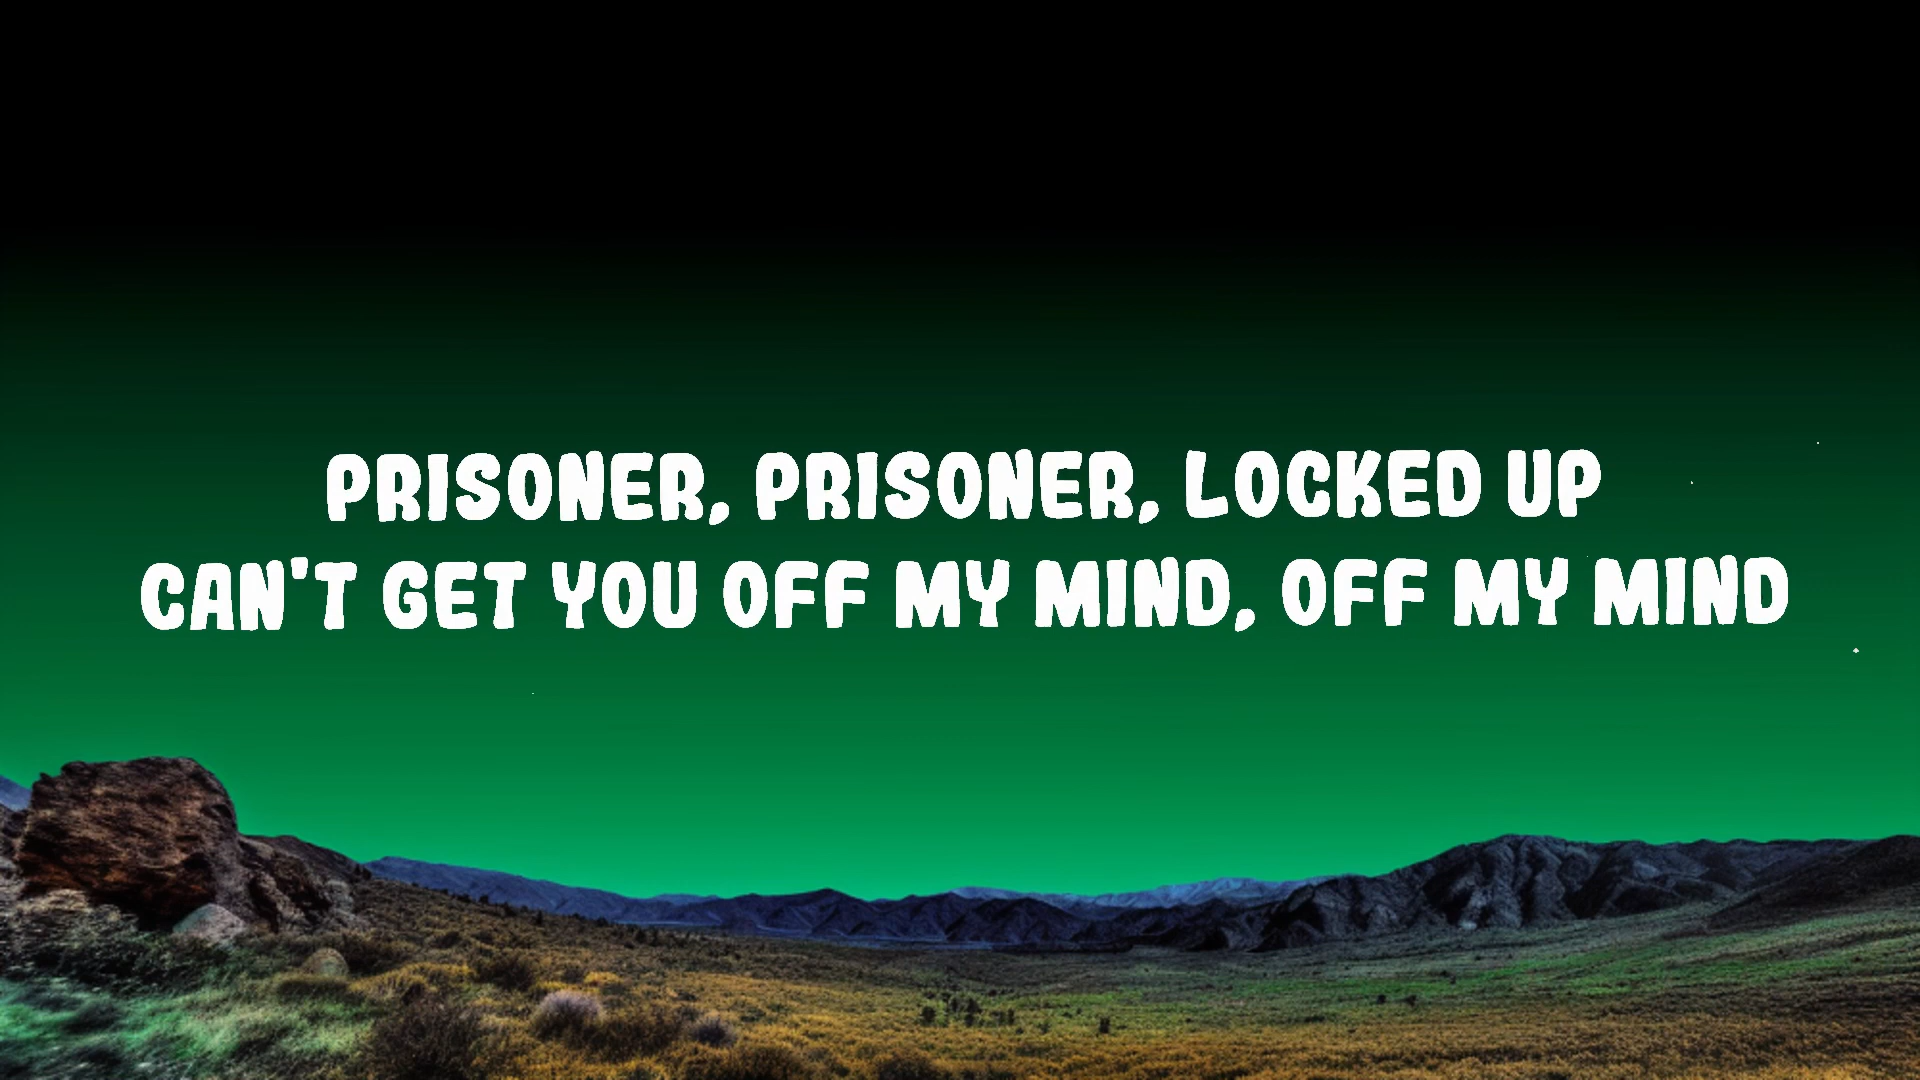 PRISONER, PRISONER, LOCKED UP
CAN'T GET YOU OFF MY MIND, OFF MY MIND